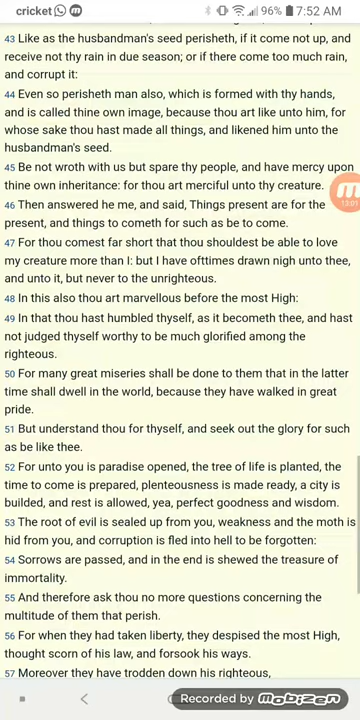 cricket 96% 7:52 AM
43 Like as the husbandman's seed perisheth, if it come not up, and
receive not thy rain in due season; or if there come too much rain,
and corrupt it:
44 Even so perisheth man also, which is formed with thy hands,
and is called thine own image, because thou art like unto him, for
whose sake thou hast made all things, and likened him unto the
husbandman's seed.
45 Be not wroth with us but spare thy people, and have mercy upon
thine own inheritance: for thou art merciful unto thy creature.
46 Then answered he me, and said, Things present are for the
present, and things to cometh for such as be to come.
47 For thou comest far short that thou shouldest be able to love
my creature more than I: but I have ofttimes drawn nigh unto thee,
and unto it, but never to the unrighteous.
48 In this also thou art marvellous before the most High:
49 In that thou hast humbled thyself, as it becometh thee, and hast
not judged thyself worthy to be much glorified among the
righteous.
50 For many great miseries shall be done to them that in the latter
time shall dwell in the world, because they have walked in great
pride.
51 But understand thou for thyself, and seek out the glory for such
as be like thee.
52 For unto you is paradise opened, the tree of life is planted, the
time to come is prepared, plenteousness is made ready, a city is
builded, and rest is allowed, yea, perfect goodness and wisdom.
53 The root of evil is sealed up from you, weakness and the moth is
hid from you, and corruption is fled into hell to be forgotten:
54 Sorrows are passed, and in the end is shewed the treasure of
immortality.
55 And therefore ask thou no more questions concerning the
multitude of them that perish.
56 For when they had taken liberty, they despised the most High,
thought scorn of his law, and forsook his ways.
57 Moreover they have trodden down his righteous,
Recorded by mobizen